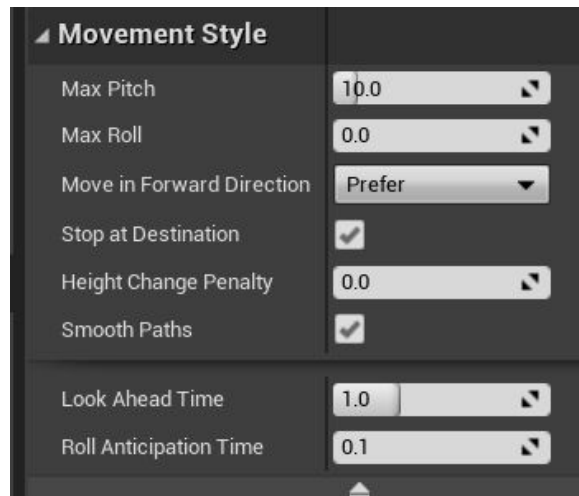 Movement Style
Max Pitch 10.0
Max Roll 0.0
Move in Forward Direction Prefer
Stop at Destination
Height Change Penalty 0.0
Smooth Paths
Look Ahead Time 1.0
Roll Anticipation Time 0.1